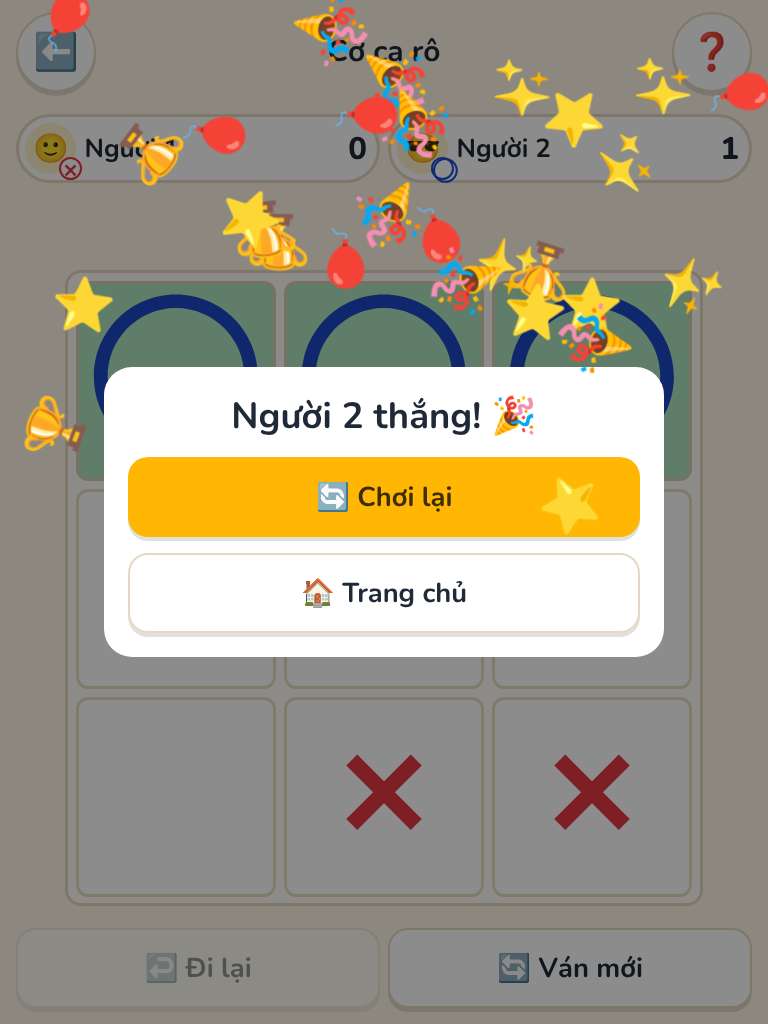 Cờ ca rô
0
Người 2
1
Người 2 thắng!
Chơi lại
Trang chủ
Đi lại
Ván mới